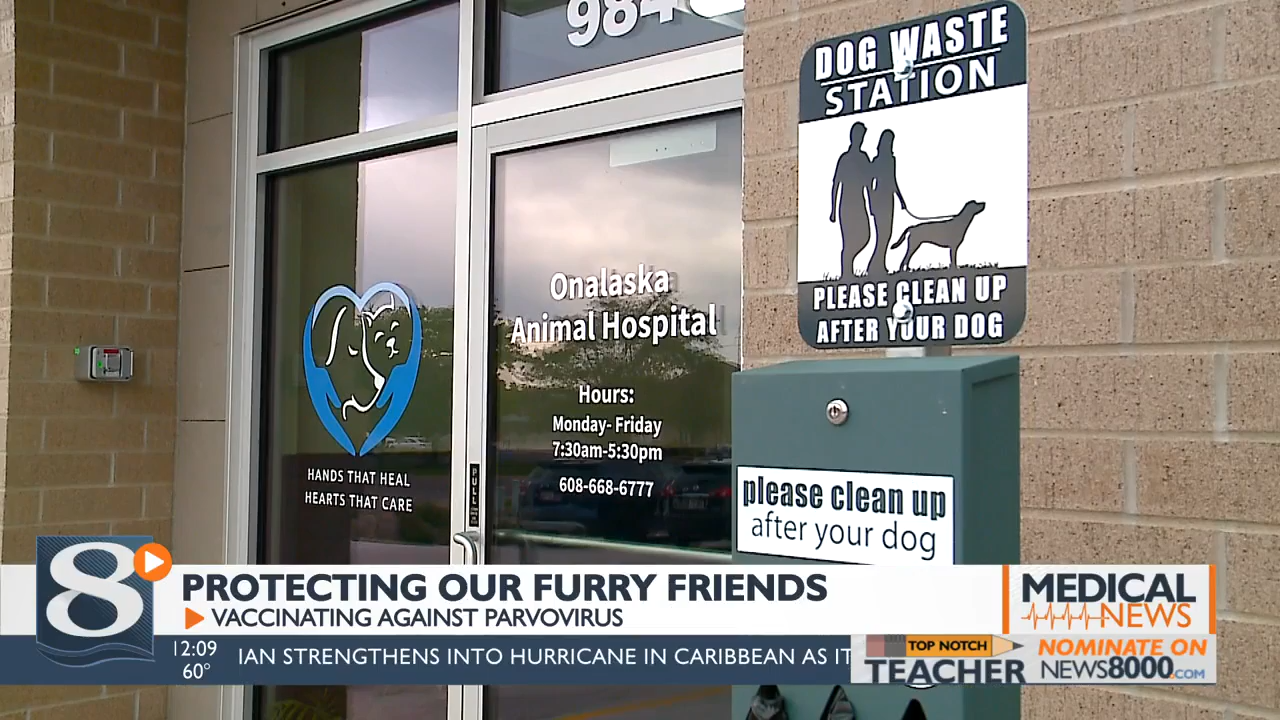 984
DOG WASTE
STATION
PLEASE CLEAN UP
AFTER YOUR DOG
Onalaska
Animal Hospital
Hours:
Monday- Friday
7:30am-5:30pm
608-668-6777
PULL
HANDS THAT HEAL
HEARTS THAT CARE
please clean up
after your dog
8
PROTECTING OUR FURRY FRIENDS
VACCINATING AGAINST PARVOVIRUS
MEDICAL
NEWS
12:09
60°
IAN STRENGTHENS INTO HURRICANE IN CARIBBEAN AS IT
TOP NOTCH
TEACHER
NOMINATE ON
NEWS8000.COM